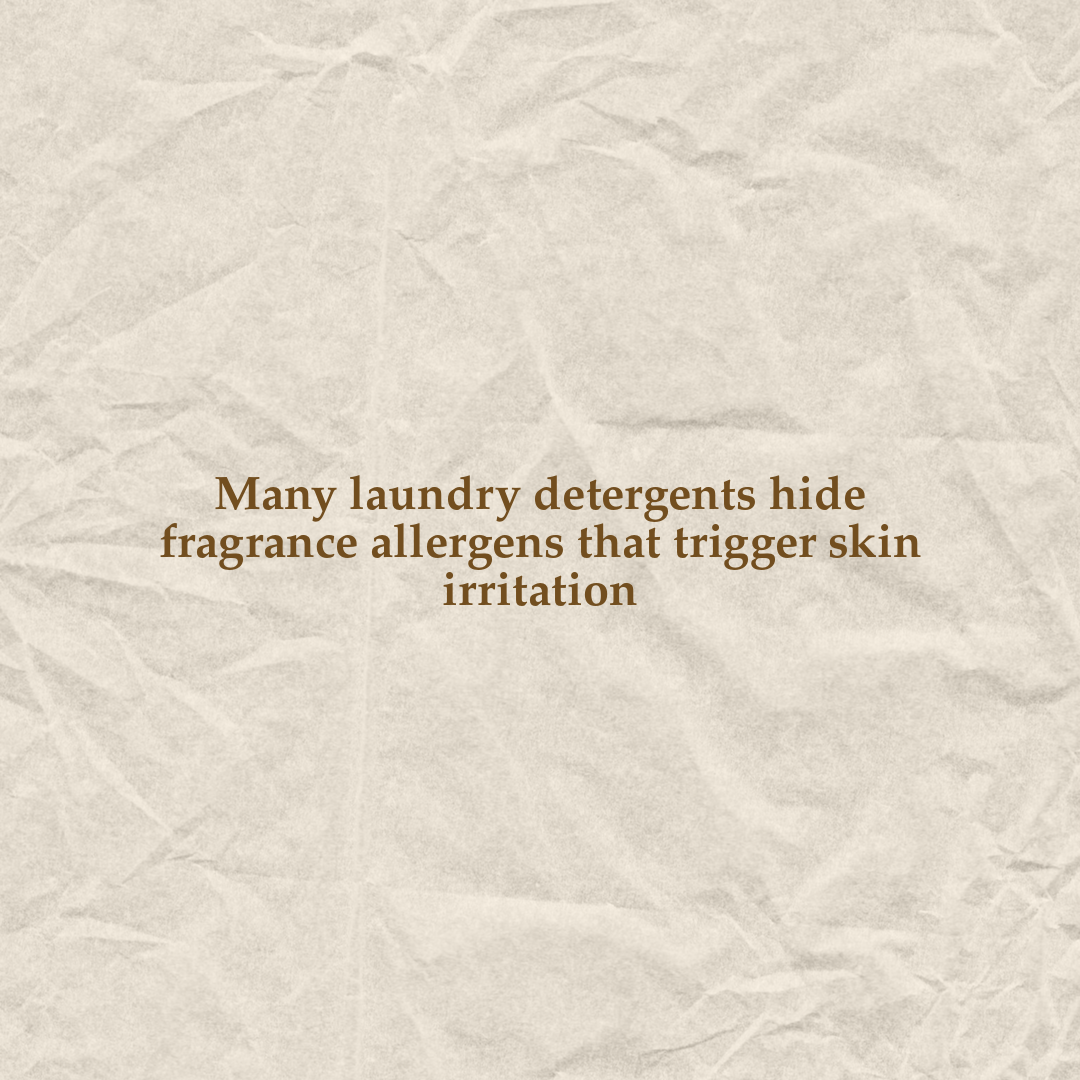 Many laundry detergents hide
fragrance allergens that trigger skin
irritation